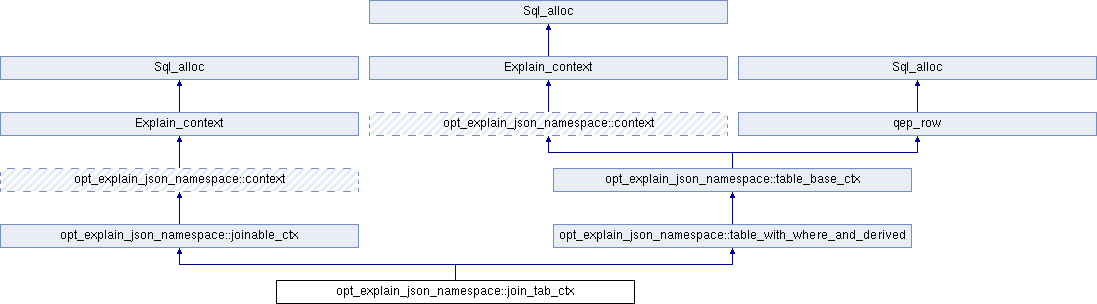 Sql_alloc
Sql_alloc
Explain_context
Sql_alloc
Explain_context
opt_explain_json_namespace::context
qep_row
opt_explain_json_namespace::context
opt_explain_json_namespace::table_base_ctx
opt_explain_json_namespace::joinable_ctx
opt_explain_json_namespace::table_with_where_and_derived
opt_explain_json_namespace::join_tab_ctx